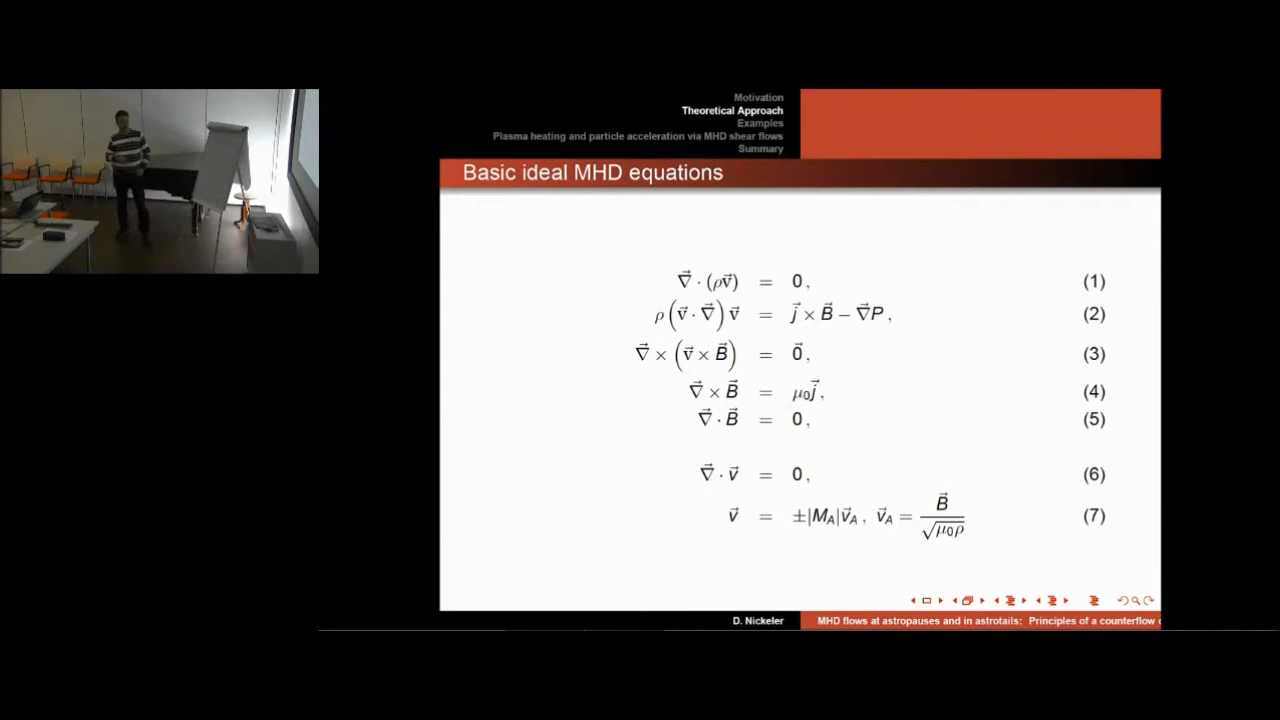 Motivation
Theoretical Approach
Examples
Plasma heating and particle acceleration via MHD shear flows
Summary
Basic ideal MHD equations
∇⃗ · (ρv⃗) = 0 , (1)
ρ (v⃗ · ∇⃗) v⃗ = j⃗ × B⃗ − ∇⃗P , (2)
∇⃗ × (v⃗ × B⃗) = 0⃗ , (3)
∇⃗ × B⃗ = μ₀j⃗ , (4)
∇⃗ · B⃗ = 0 , (5)
∇⃗ · v⃗ = 0 , (6)
v⃗ = ±|M_A|v⃗_A , v⃗_A = B⃗ / √(μ₀ρ) (7)
D. Nickeler
MHD flows at astropauses and in astrotails: Principles of a counterflow